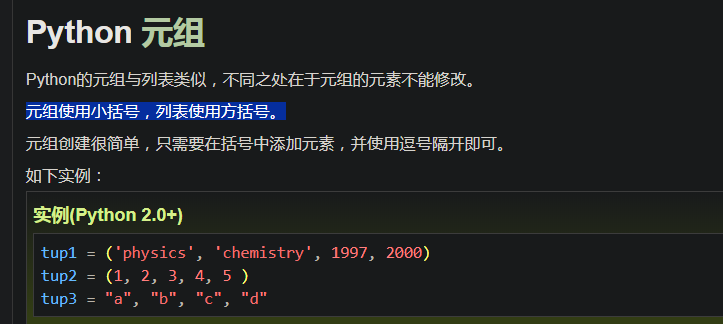 Python 元组
Python的元组与列表类似，不同之处在于元组的元素不能修改。
元组使用小括号，列表使用方括号。
元组创建很简单，只需要在括号中添加元素，并使用逗号隔开即可。
如下实例：
实例(Python 2.0+)
tup1 = ('physics', 'chemistry', 1997, 2000)
tup2 = (1, 2, 3, 4, 5 )
tup3 = "a", "b", "c", "d"